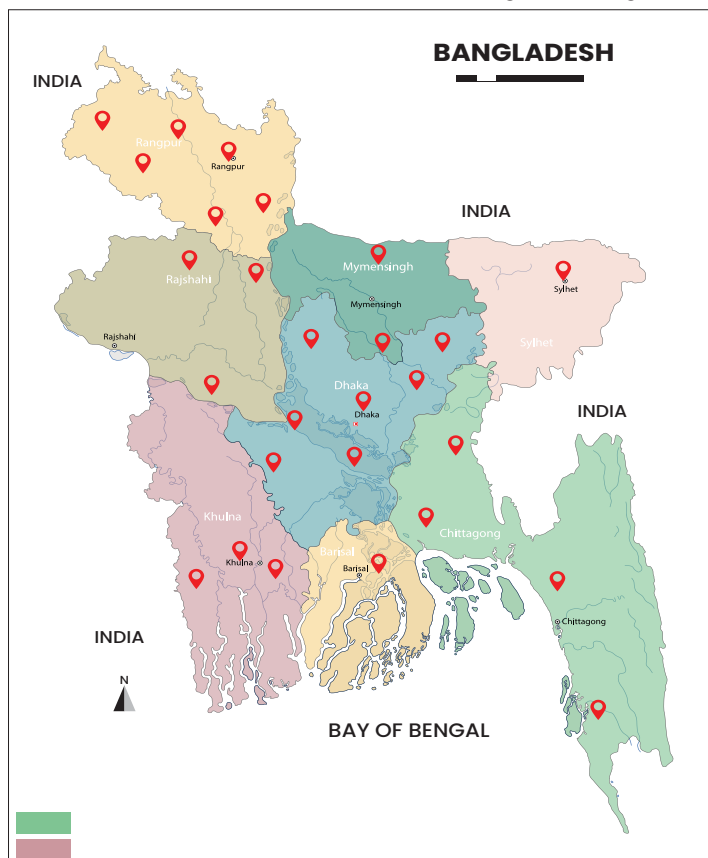 BANGLADESH
INDIA
Rangpur
Rangpur
INDIA
Mymensingh
Rajshahi
Sylhet
Mymensingh
Rajshahi
Sylhet
Dhaka
Dhaka
INDIA
Khulna
Chittagong
Barisal
Khulna
Barisal
Chittagong
INDIA
N
BAY OF BENGAL